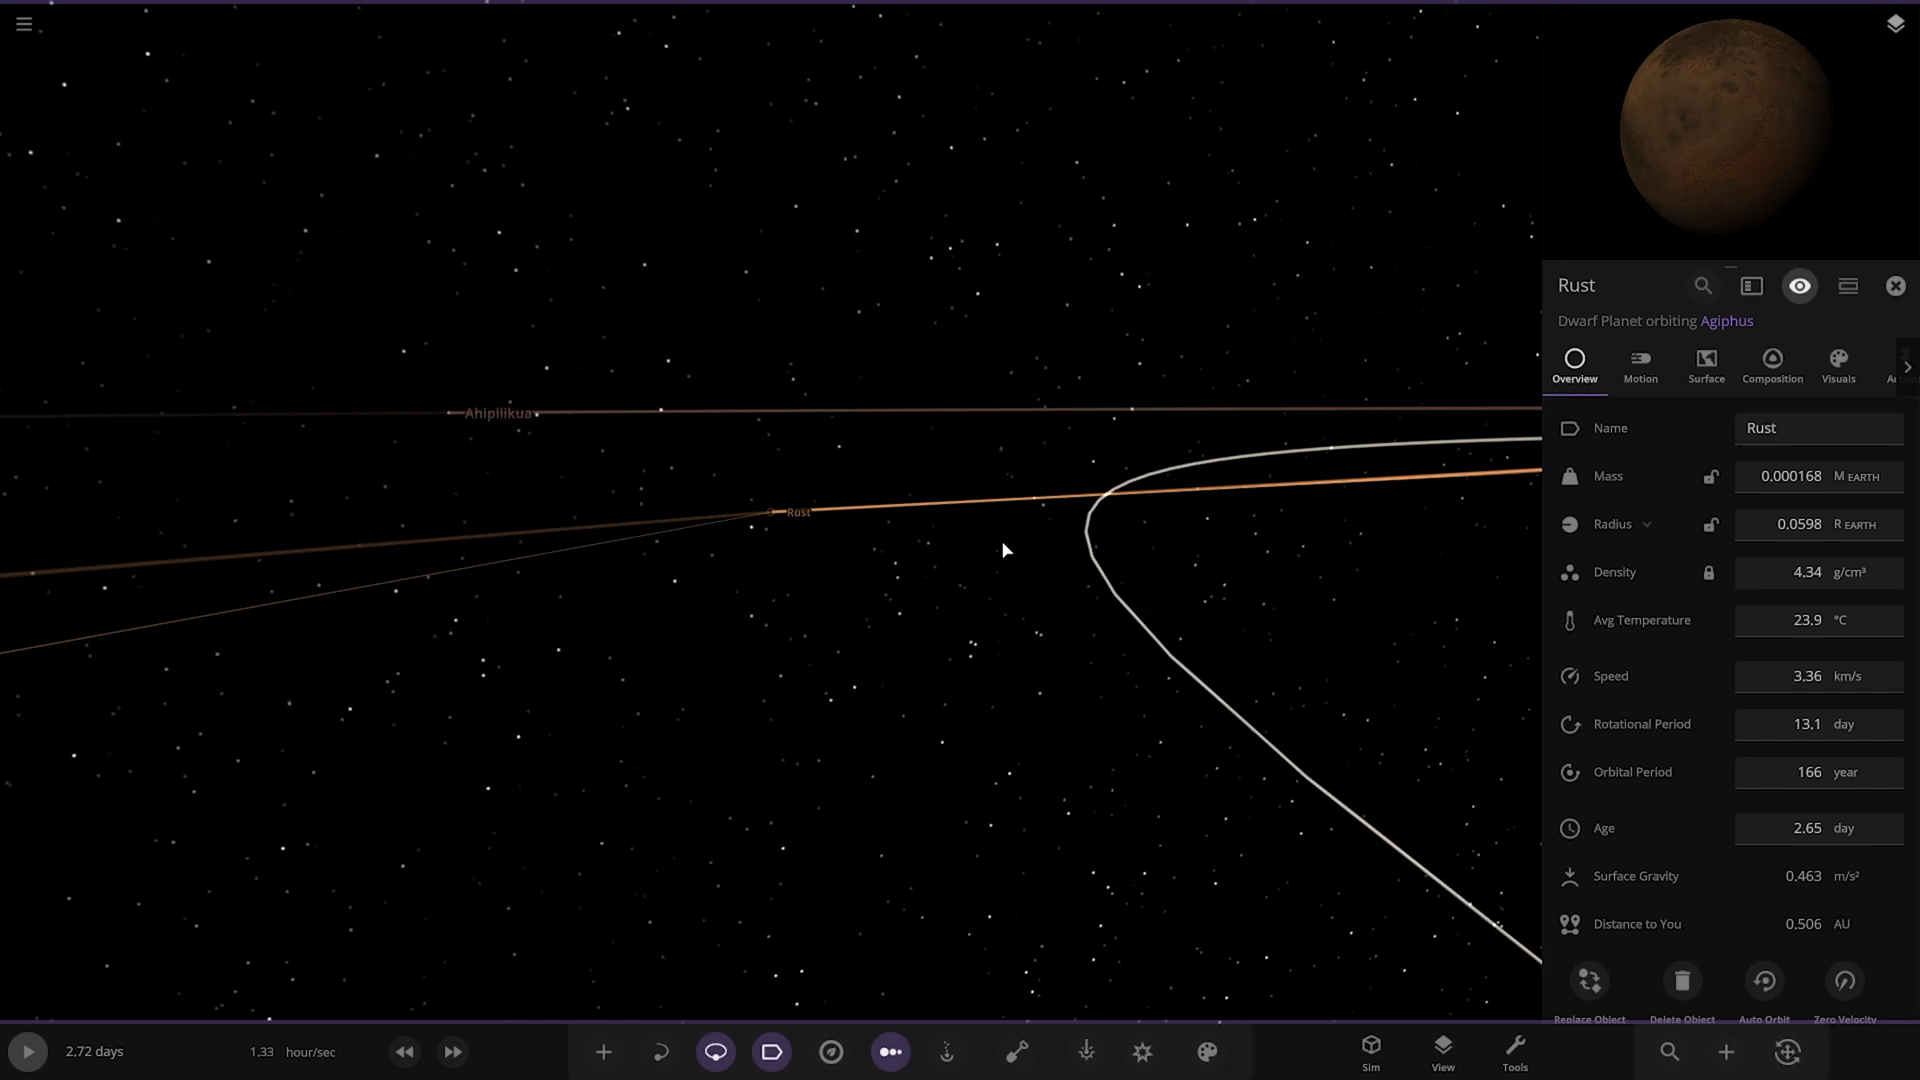 Rust
Dwarf Planet orbiting Agiphus
Overview
Motion
Surface
Composition
Visuals
Name Rust
Mass 0.000168 M EARTH
Radius 0.0598 R EARTH
Density 4.34 g/cm³
Avg Temperature 23.9 °C
Speed 3.36 km/s
Rotational Period 13.1 day
Orbital Period 166 year
Age 2.65 day
Surface Gravity 0.463 m/s²
Distance to You 0.506 AU
Replace Object
Delete Object
Auto Orbit
Zero Velocity
Ahipilikua
Rust
2.72 days
1.33 hour/sec
Sim
View
Tools